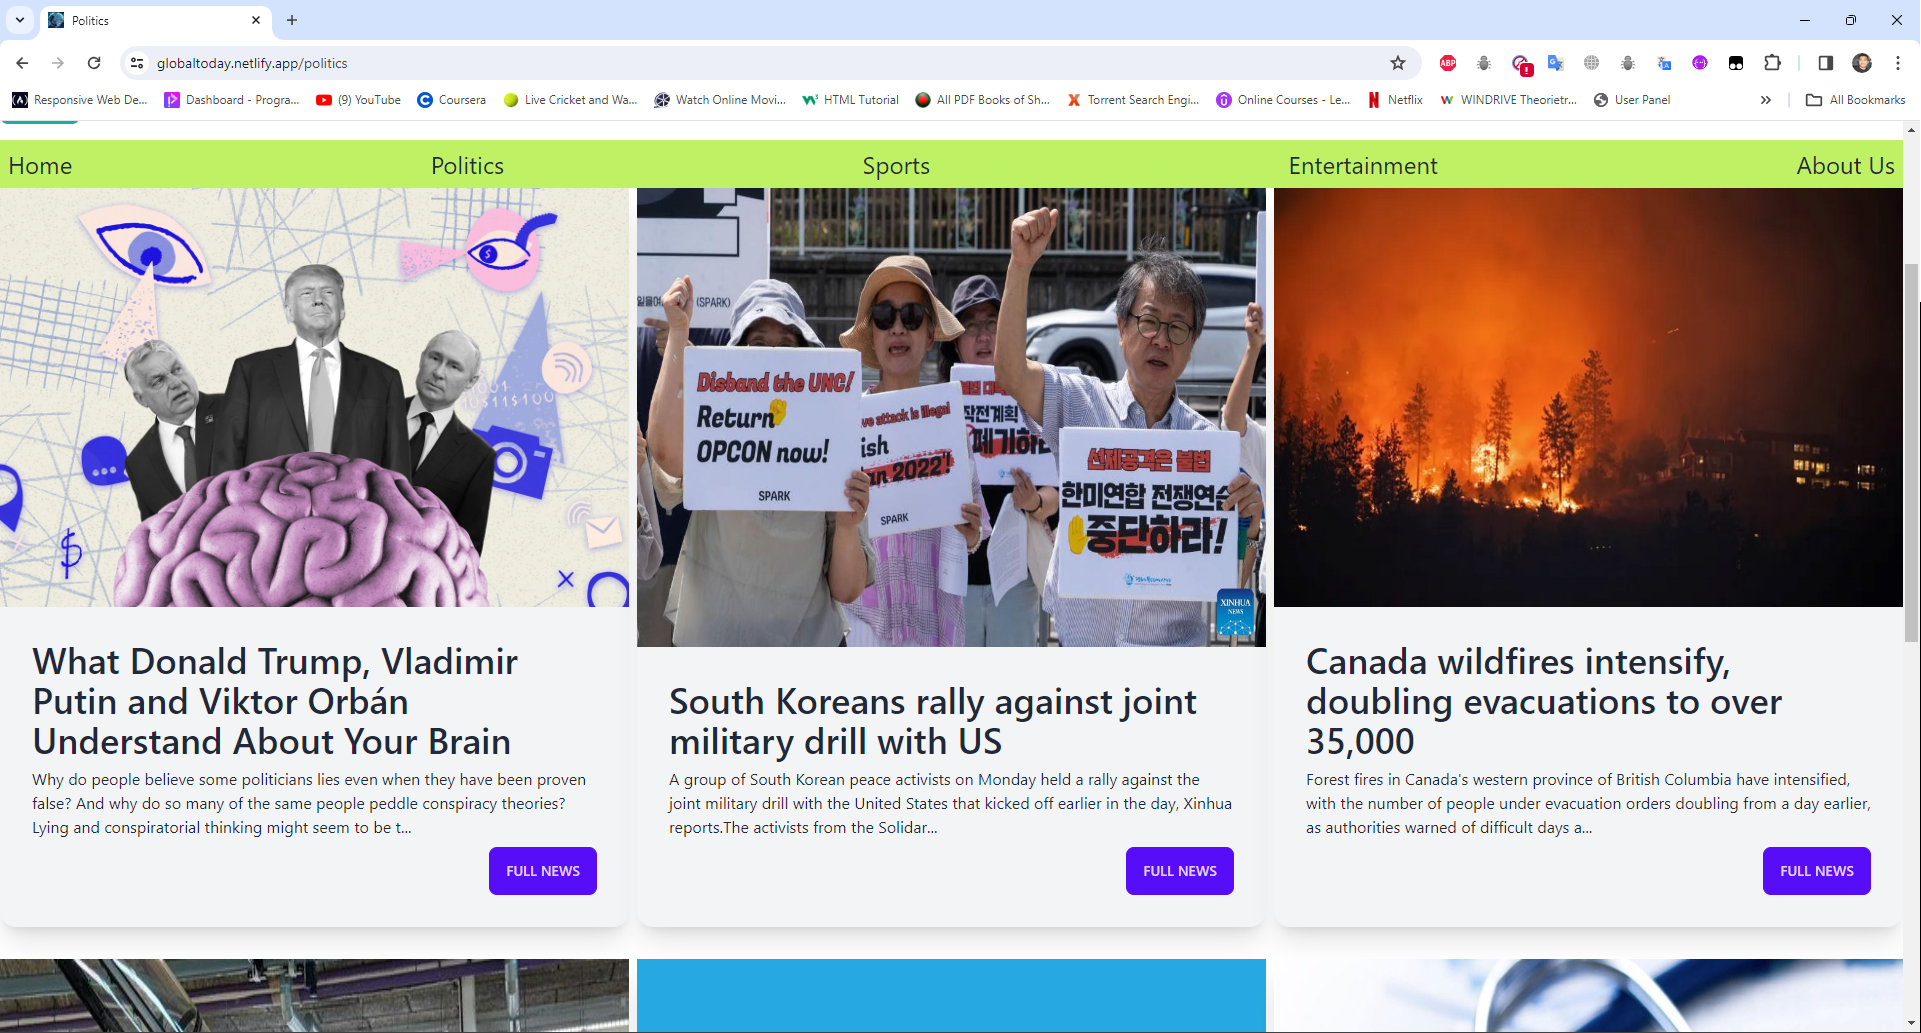 Politics
globaltoday.netlify.app/politics
Responsive Web De...
Dashboard - Progra...
(9) YouTube
Coursera
Live Cricket and Wa...
Watch Online Movi...
HTML Tutorial
All PDF Books of Sh...
Torrent Search Engi...
Online Courses - Le...
Netflix
WINDRIVE Theorietr...
User Panel
All Bookmarks
Home
Politics
Sports
Entertainment
About Us
(SPARK)
Disband the UNC!
Return
OPCON now!
SPARK
ve attack is illegal
ish
in 2022'!
SPARK
작전계획
폐기하
선제공격은 불법
한미연합 전쟁연습
중단하라!
XINHUA
NEWS
What Donald Trump, Vladimir
Putin and Viktor Orbán
Understand About Your Brain
Why do people believe some politicians lies even when they have been proven
false? And why do so many of the same people peddle conspiracy theories?
Lying and conspiratorial thinking might seem to be t...
FULL NEWS
South Koreans rally against joint
military drill with US
A group of South Korean peace activists on Monday held a rally against the
joint military drill with the United States that kicked off earlier in the day, Xinhua
reports.The activists from the Solidar...
FULL NEWS
Canada wildfires intensify,
doubling evacuations to over
35,000
Forest fires in Canada's western province of British Columbia have intensified,
with the number of people under evacuation orders doubling from a day earlier,
as authorities warned of difficult days a...
FULL NEWS